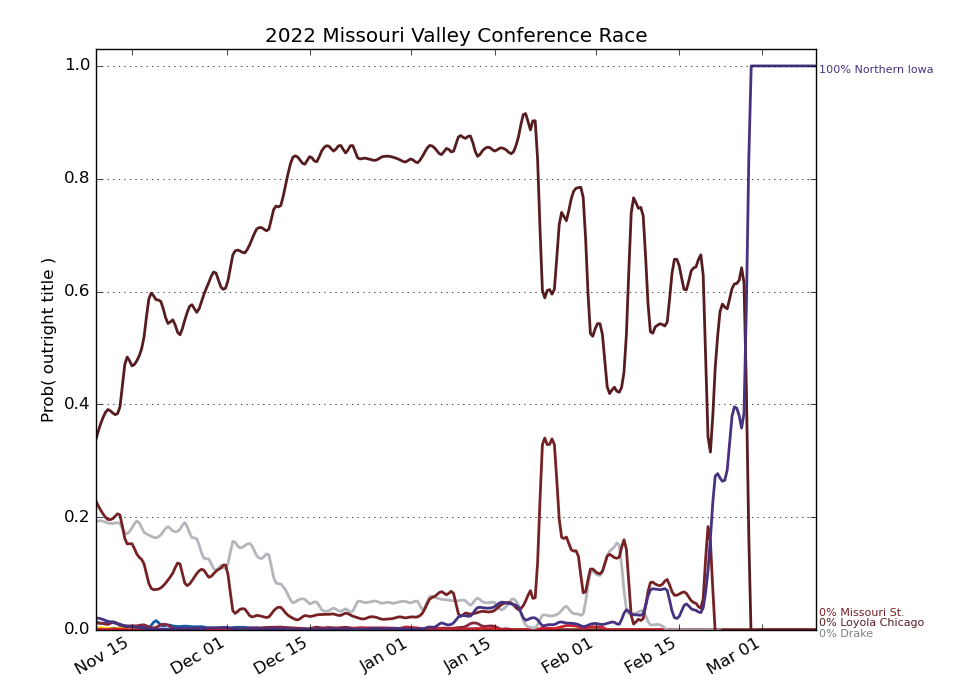 2022 Missouri Valley Conference Race
1.0
100% Northern Iowa
0.8
0.6
Prob( outright title )
0.4
0.2
0% Missouri St.
0% Loyola Chicago
0.0
0% Drake
Nov 15
Dec 01
Dec 15
Jan 01
Jan 15
Feb 01
Feb 15
Mar 01